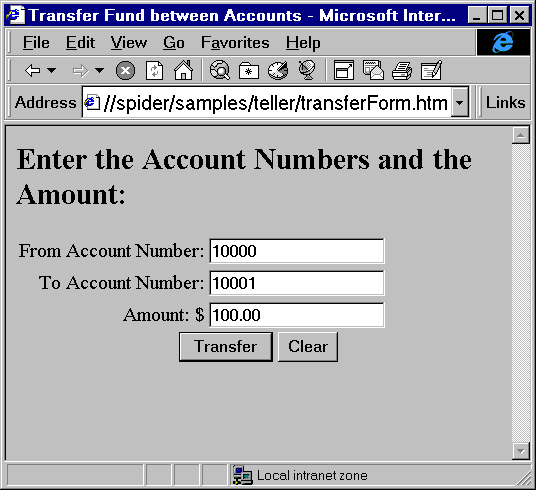 Transfer Fund between Accounts - Microsoft Inter...
File Edit View Go Favorites Help
Address //spider/samples/teller/transferForm.htm Links
Enter the Account Numbers and the
Amount:
From Account Number: 10000
To Account Number: 10001
Amount: $ 100.00
Transfer Clear
Local intranet zone